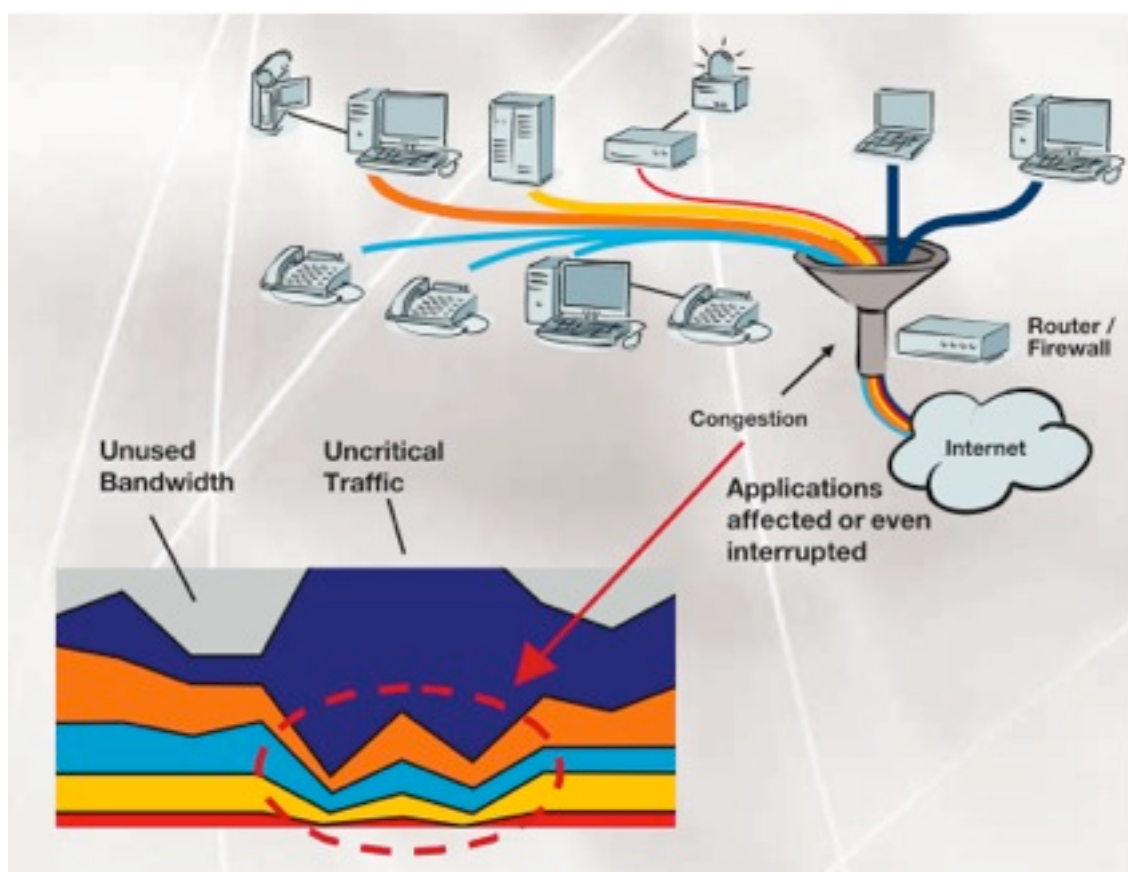 Router /
Firewall
Congestion
Internet
Unused
Bandwidth
Uncritical
Traffic
Applications
affected or even
interrupted